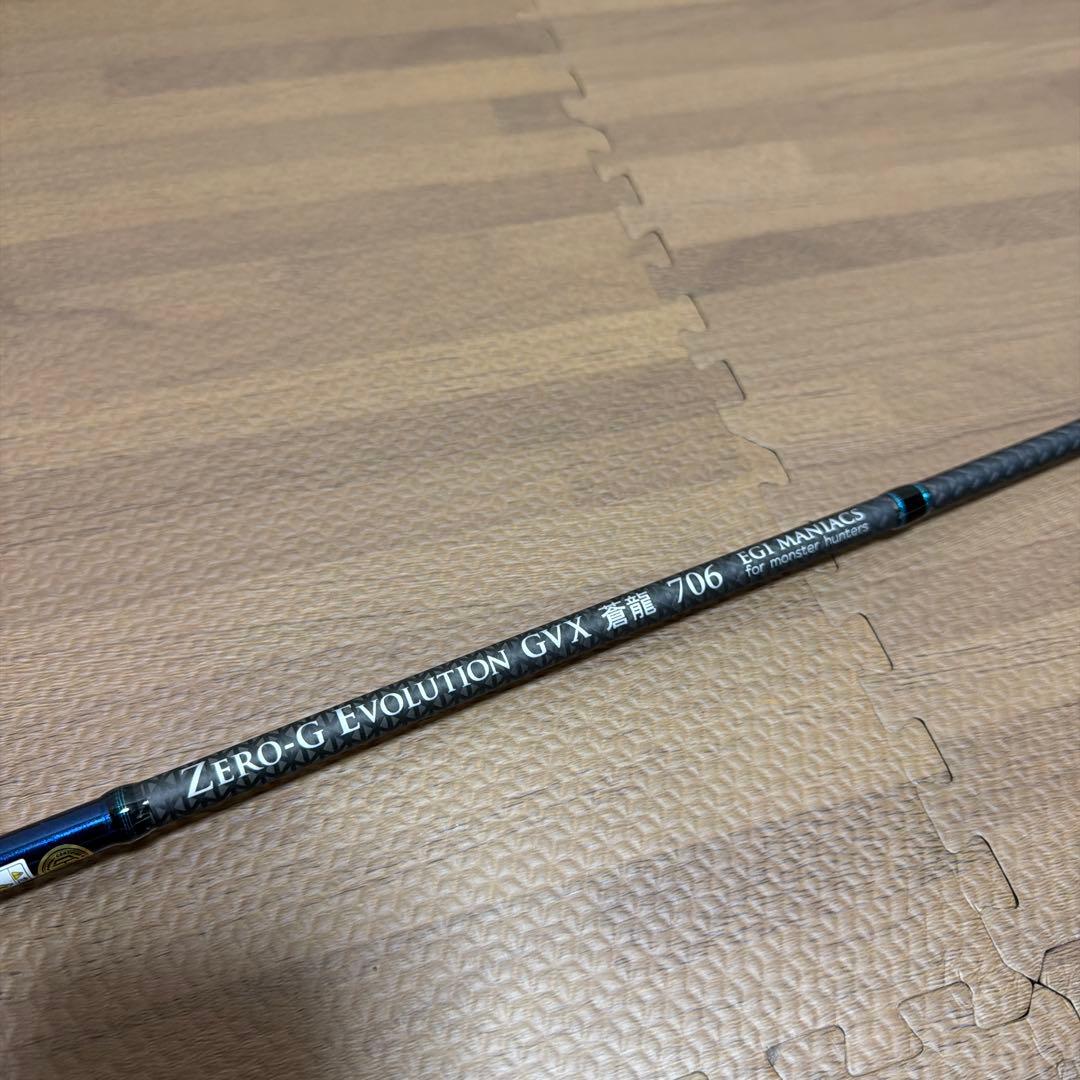 ZERO-G EVOLUTION GVX 蒼龍 706
EGI MANIACS
for monster hunters